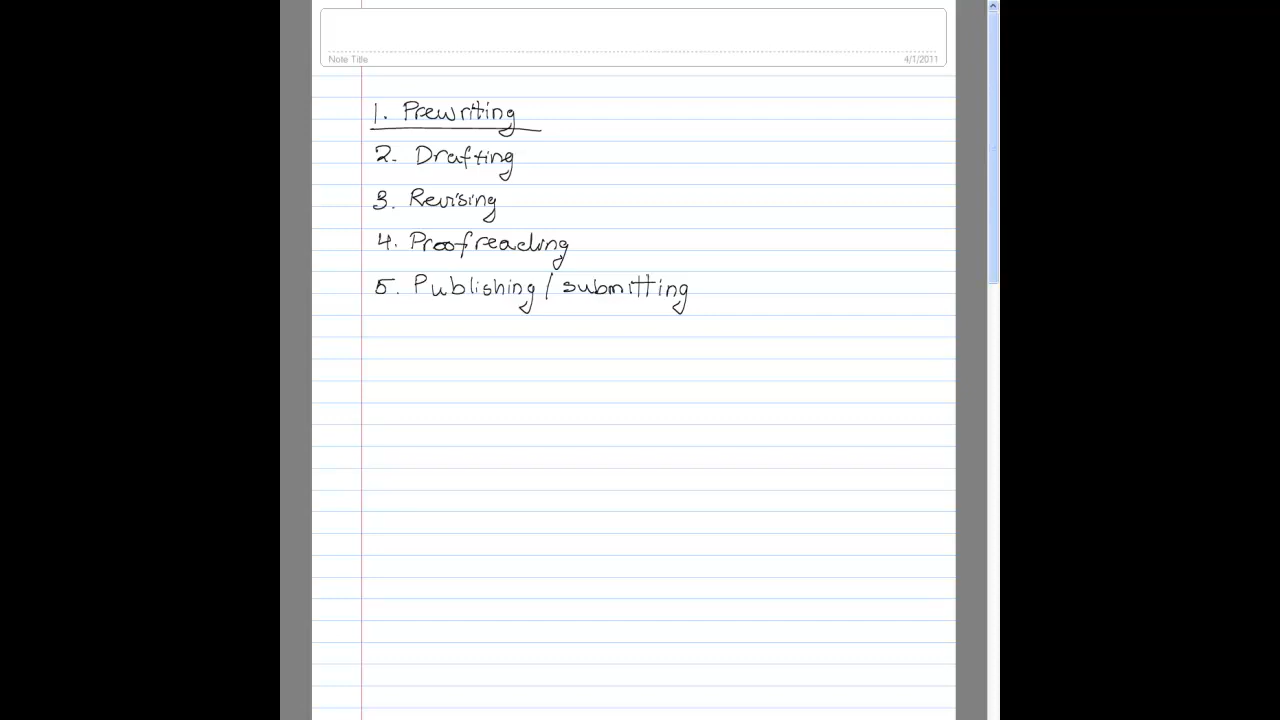 Note Title
4/1/2011
1. Prewriting
2. Drafting
3. Revising
4. Proofreading
5. Publishing / submitting